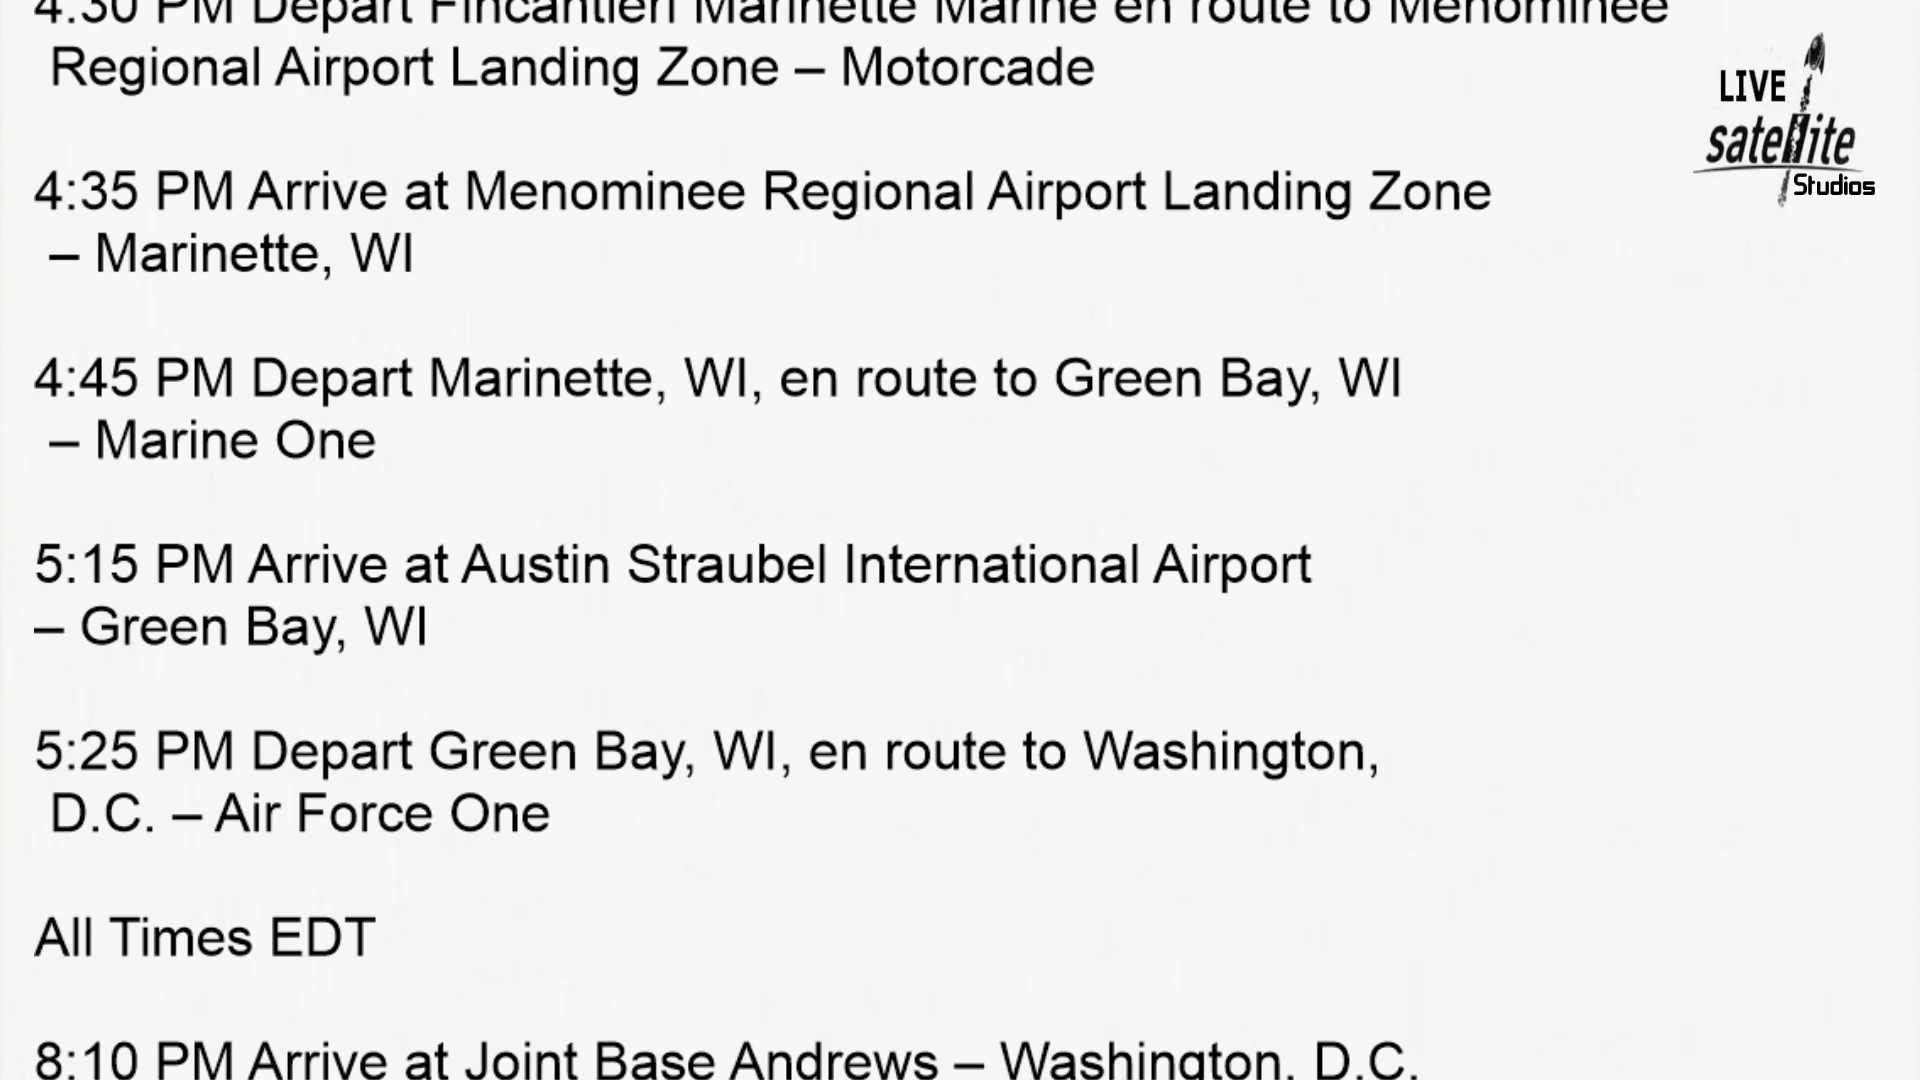 4:30 PM Depart Fincantieri Marinette Marine en route to Menominee
Regional Airport Landing Zone – Motorcade
4:35 PM Arrive at Menominee Regional Airport Landing Zone
– Marinette, WI
4:45 PM Depart Marinette, WI, en route to Green Bay, WI
– Marine One
5:15 PM Arrive at Austin Straubel International Airport
– Green Bay, WI
5:25 PM Depart Green Bay, WI, en route to Washington,
D.C. – Air Force One
All Times EDT
8:10 PM Arrive at Joint Base Andrews – Washington, D.C.
LIVE
satellite
Studios